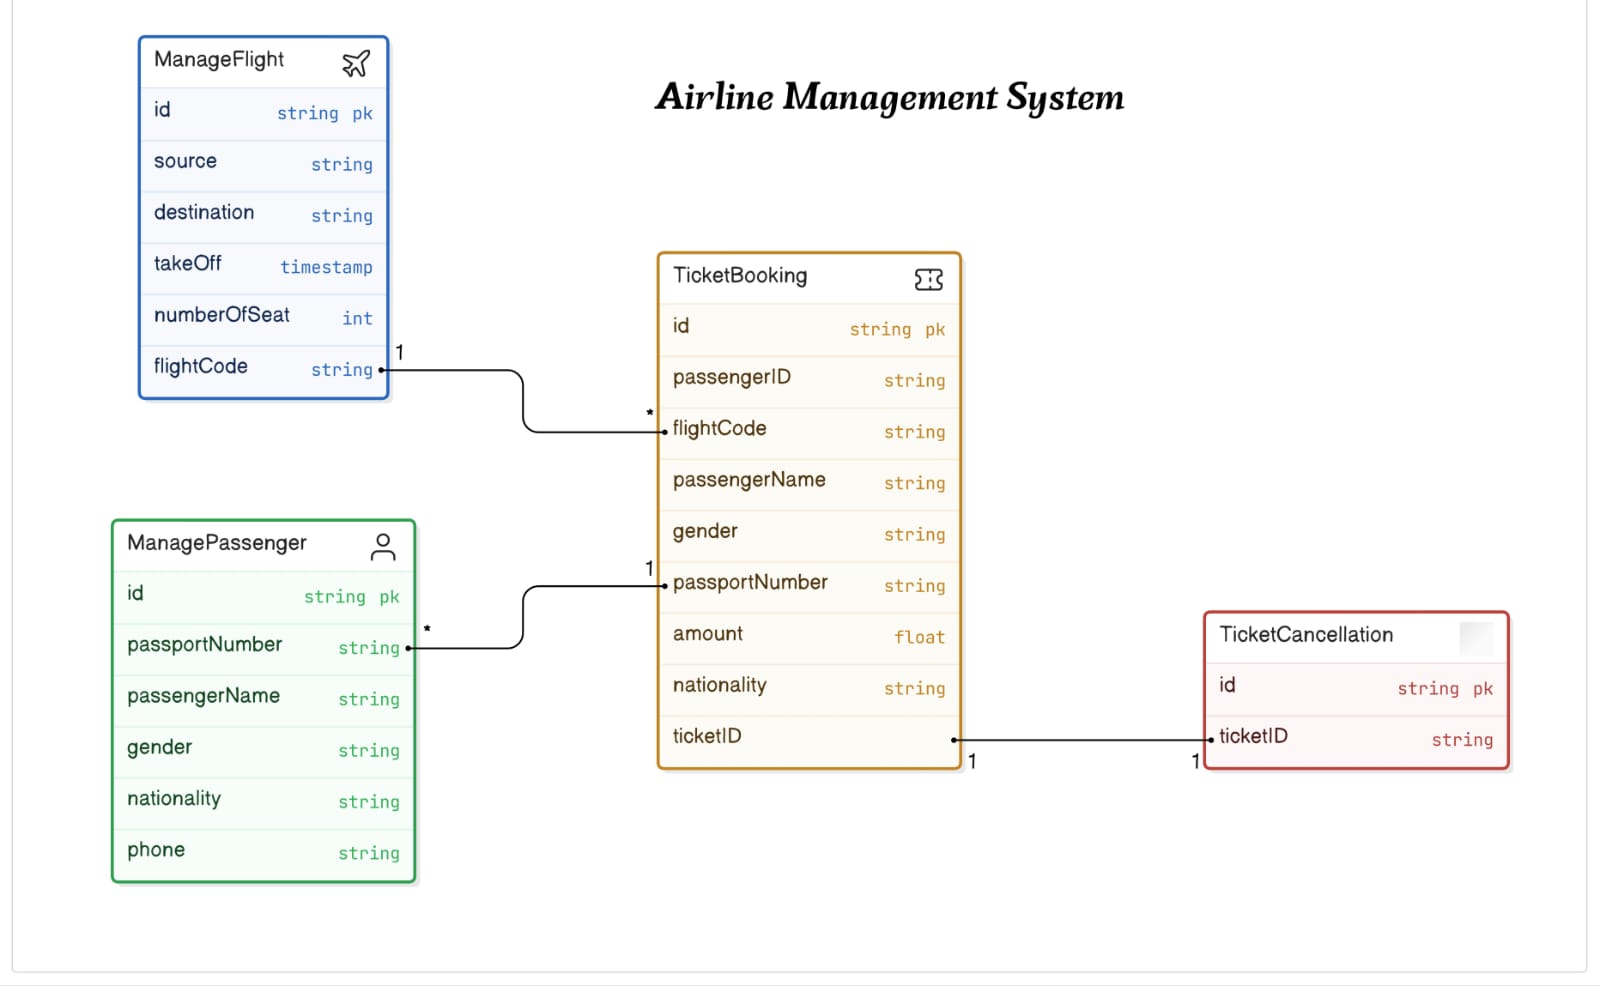 Airline Management System
ManageFlight
id string pk
source string
destination string
takeOff timestamp
numberOfSeat int
flightCode string
1
*
TicketBooking
id string pk
passengerID string
flightCode string
passengerName string
gender string
passportNumber string
amount float
nationality string
ticketID
1
*
ManagePassenger
id string pk
passportNumber string
passengerName string
gender string
nationality string
phone string
1
1
TicketCancellation
id string pk
ticketID string